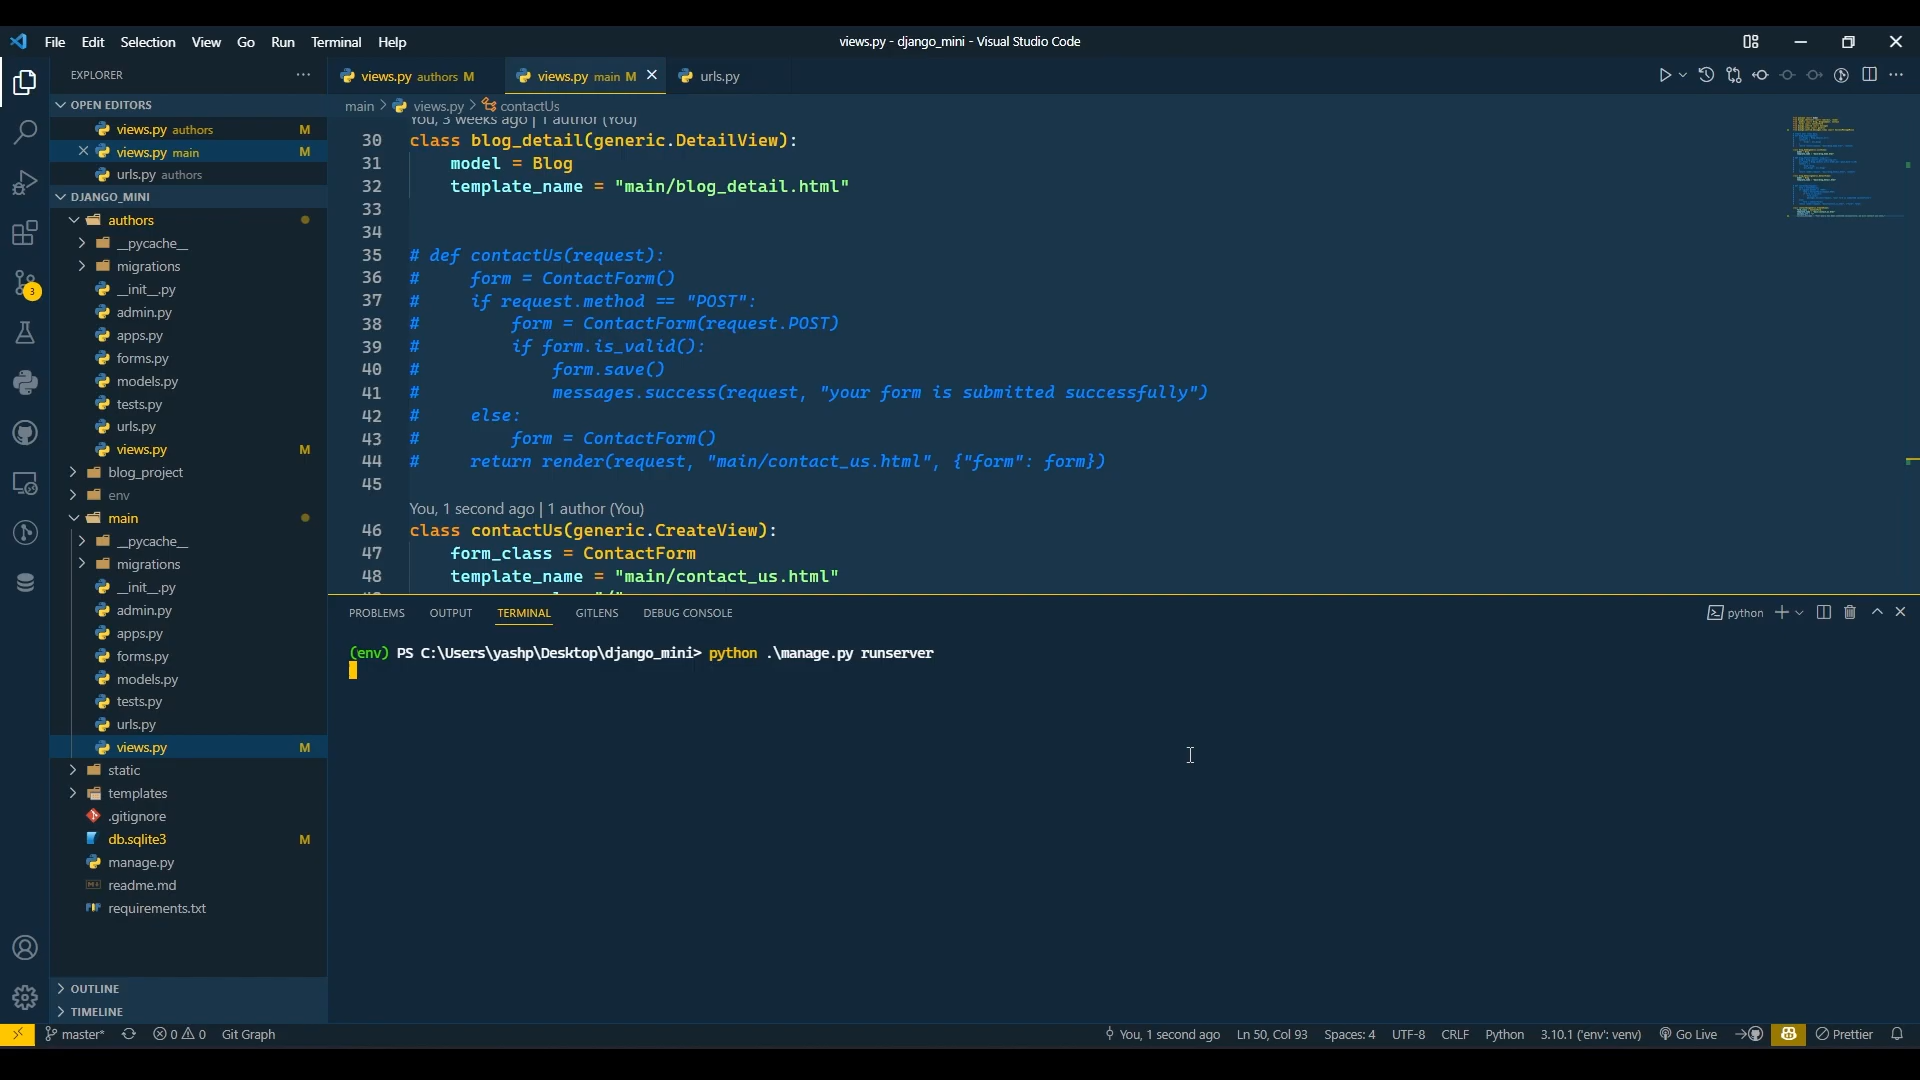 File Edit Selection View Go Run Terminal Help
views.py - django_mini - Visual Studio Code
EXPLORER
OPEN EDITORS
views.py authors M
views.py main M
urls.py authors
DJANGO_MINI
authors
__pycache__
migrations
__init__.py
admin.py
apps.py
forms.py
models.py
tests.py
urls.py
views.py M
blog_project
env
main
__pycache__
migrations
__init__.py
admin.py
apps.py
forms.py
models.py
tests.py
urls.py
views.py M
static
templates
.gitignore
db.sqlite3 M
manage.py
readme.md
requirements.txt
OUTLINE
TIMELINE
views.py authors M
views.py main M
urls.py
main > views.py > contactUs
You, 3 weeks ago | 1 author (You)
30 class blog_detail(generic.DetailView):
31     model = Blog
32     template_name = "main/blog_detail.html"
33
34
35 # def contactUs(request):
36 #     form = ContactForm()
37 #     if request.method == "POST":
38 #         form = ContactForm(request.POST)
39 #         if form.is_valid():
40 #             form.save()
41 #             messages.success(request, "your form is submitted successfully")
42 #     else:
43 #         form = ContactForm()
44 #     return render(request, "main/contact_us.html", {"form": form})
45
You, 1 second ago | 1 author (You)
46 class contactUs(generic.CreateView):
47     form_class = ContactForm
48     template_name = "main/contact_us.html"
PROBLEMS OUTPUT TERMINAL GITLENS DEBUG CONSOLE
python
(env) PS C:\Users\yashp\Desktop\django_mini> python .\manage.py runserver
3
master* 0 0 Git Graph
You, 1 second ago Ln 50, Col 93 Spaces: 4 UTF-8 CRLF Python 3.10.1 ('env': venv) Go Live Prettier